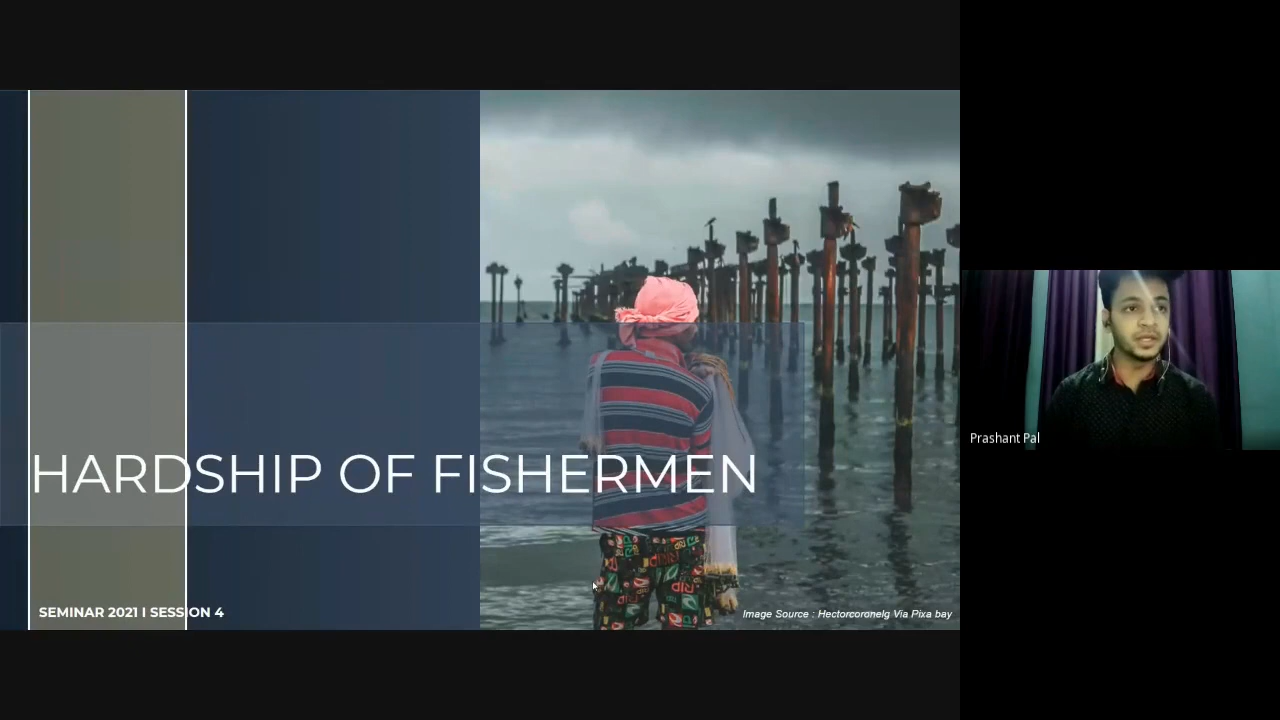 HARDSHIP OF FISHERMEN
SEMINAR 2021 I SESSION 4
Image Source : Hectorcoronelg Via Pixa bay
Prashant Pal